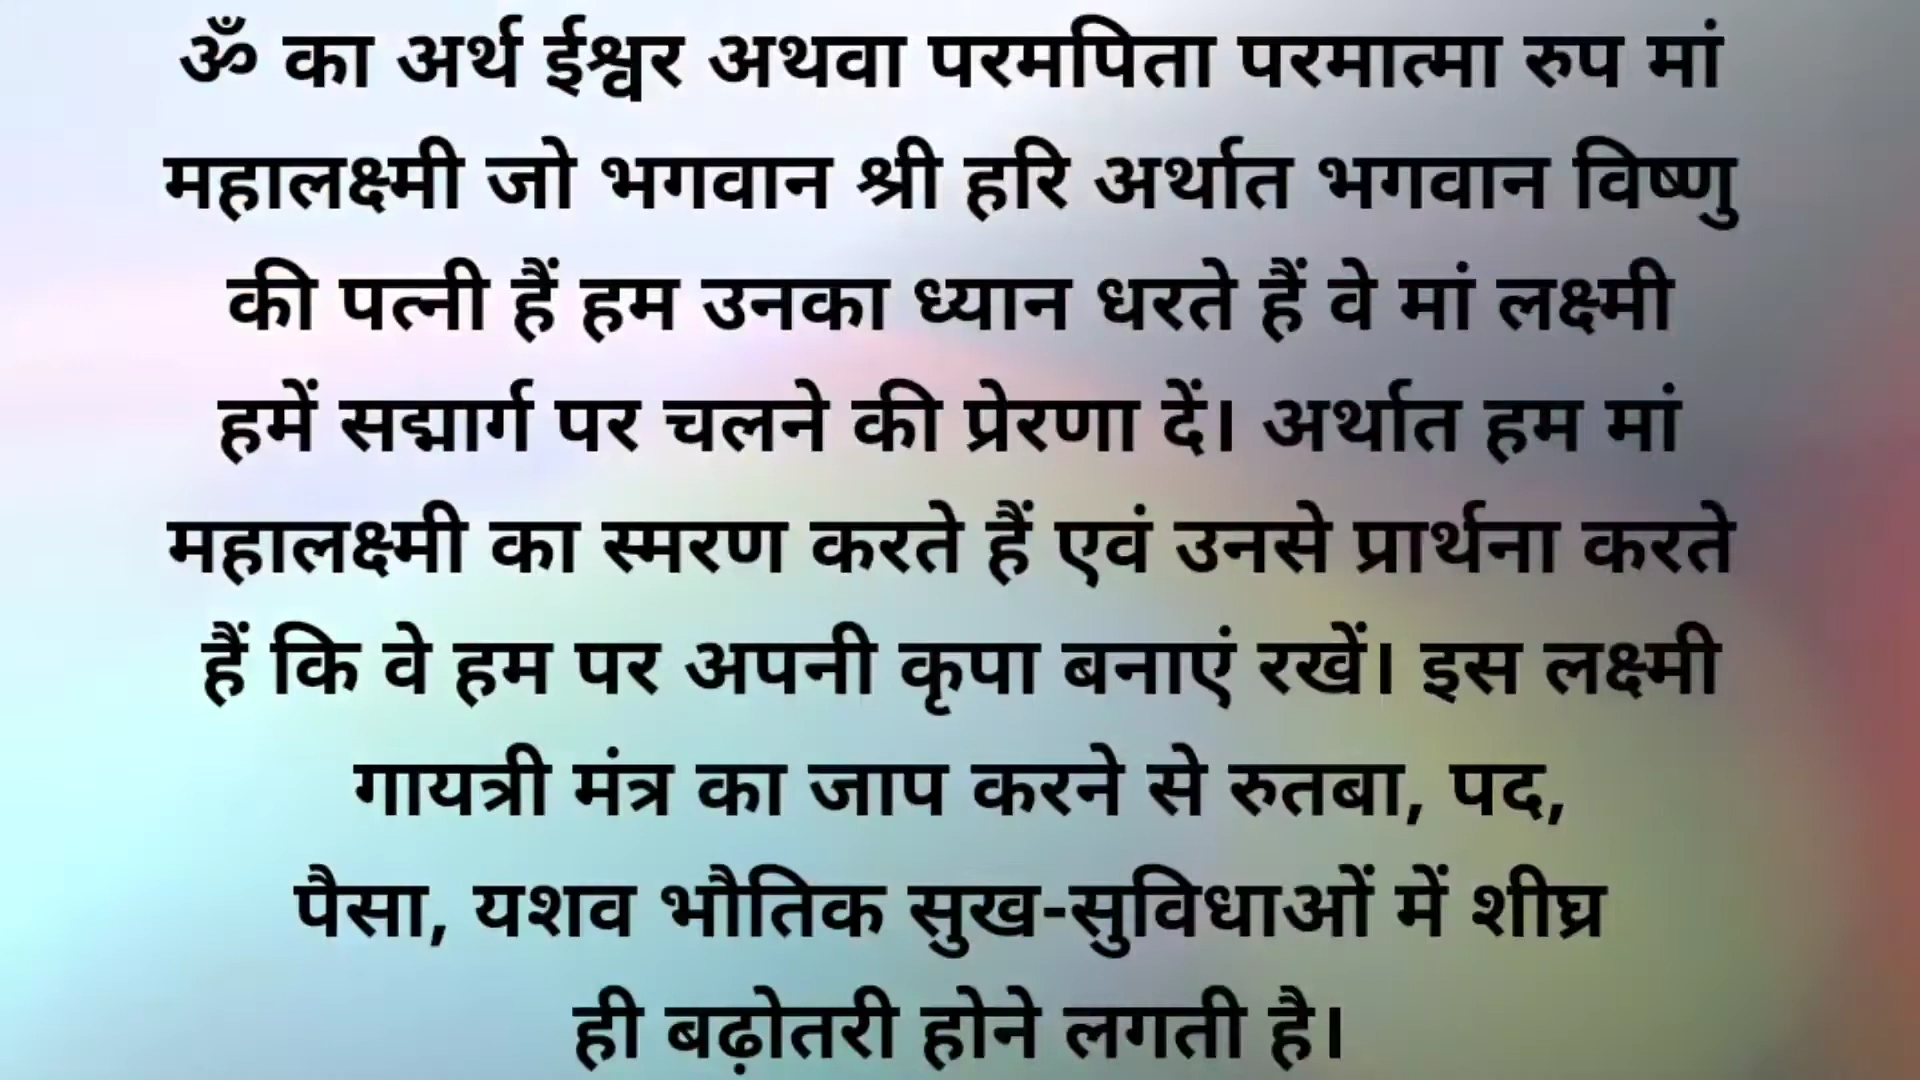 ॐ का अर्थ ईश्वर अथवा परमपिता परमात्मा रुप मां
महालक्ष्मी जो भगवान श्री हरि अर्थात भगवान विष्णु
की पत्नी हैं हम उनका ध्यान धरते हैं वे मां लक्ष्मी
हमें सद्मार्ग पर चलने की प्रेरणा दें। अर्थात हम मां
महालक्ष्मी का स्मरण करते हैं एवं उनसे प्रार्थना करते
हैं कि वे हम पर अपनी कृपा बनाएं रखें। इस लक्ष्मी
गायत्री मंत्र का जाप करने से रुतबा, पद,
पैसा, यशव भौतिक सुख-सुविधाओं में शीघ्र
ही बढ़ोतरी होने लगती है।